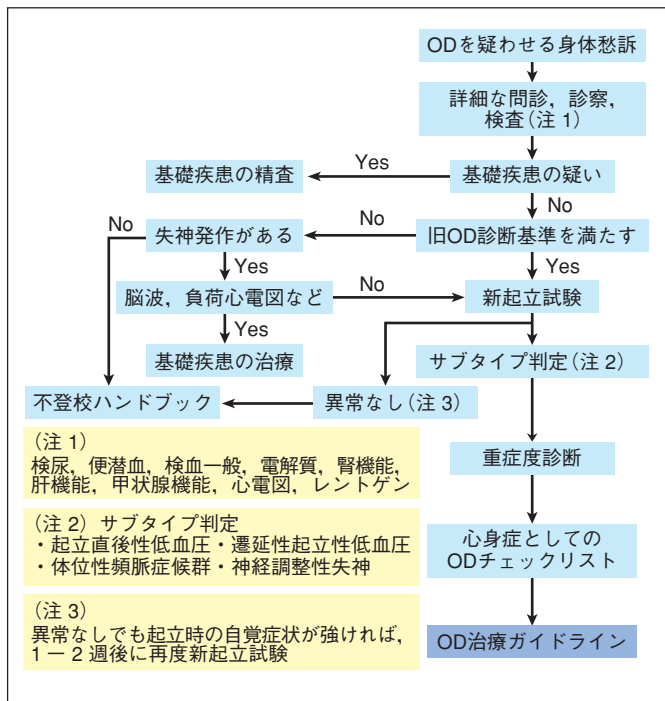 ODを疑わせる身体愁訴
詳細な問診，診察，
検査（注 1）
基礎疾患の疑い
Yes
基礎疾患の精査
No
旧OD診断基準を満たす
No
失神発作がある
No
Yes
Yes
脳波，負荷心電図など
No
新起立試験
Yes
基礎疾患の治療
サブタイプ判定（注 2）
不登校ハンドブック
異常なし（注 3）
重症度診断
心身症としての
ODチェックリスト
OD治療ガイドライン
（注 1）
検尿，便潜血，検血一般，電解質，腎機能，
肝機能，甲状腺機能，心電図，レントゲン
（注 2）サブタイプ判定
・起立直後性低血圧・遷延性起立性低血圧
・体位性頻脈症候群・神経調整性失神
（注 3）
異常なしでも起立時の自覚症状が強ければ，
1 ー 2 週後に再度新起立試験